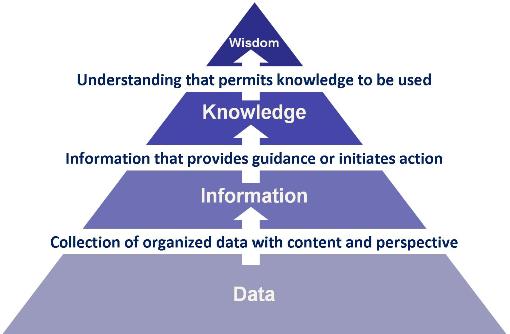 Wisdom
Understanding that permits knowledge to be used
Knowledge
Information that provides guidance or initiates action
Information
Collection of organized data with content and perspective
Data